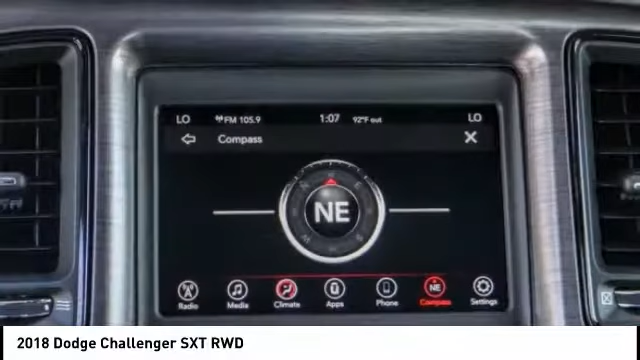 LO FM 105.9 1:07 92°F out LO
Compass
NE
NE
Radio Media Climate Apps Phone Compass Settings
2018 Dodge Challenger SXT RWD